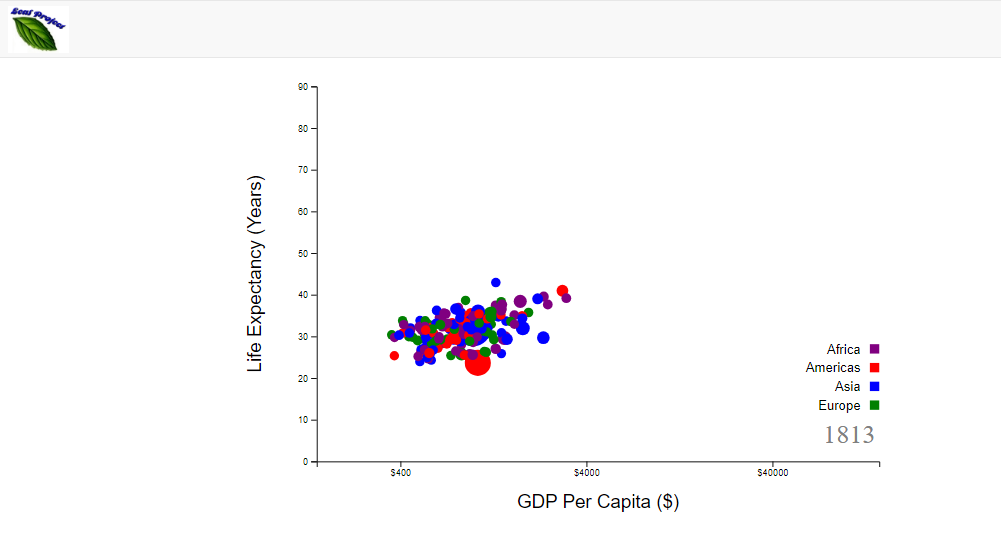 Soul Project
90
80
70
60
50
40
30
20
10
0
Life Expectancy (Years)
$400
$4000
$40000
GDP Per Capita ($)
Africa
Americas
Asia
Europe
1813